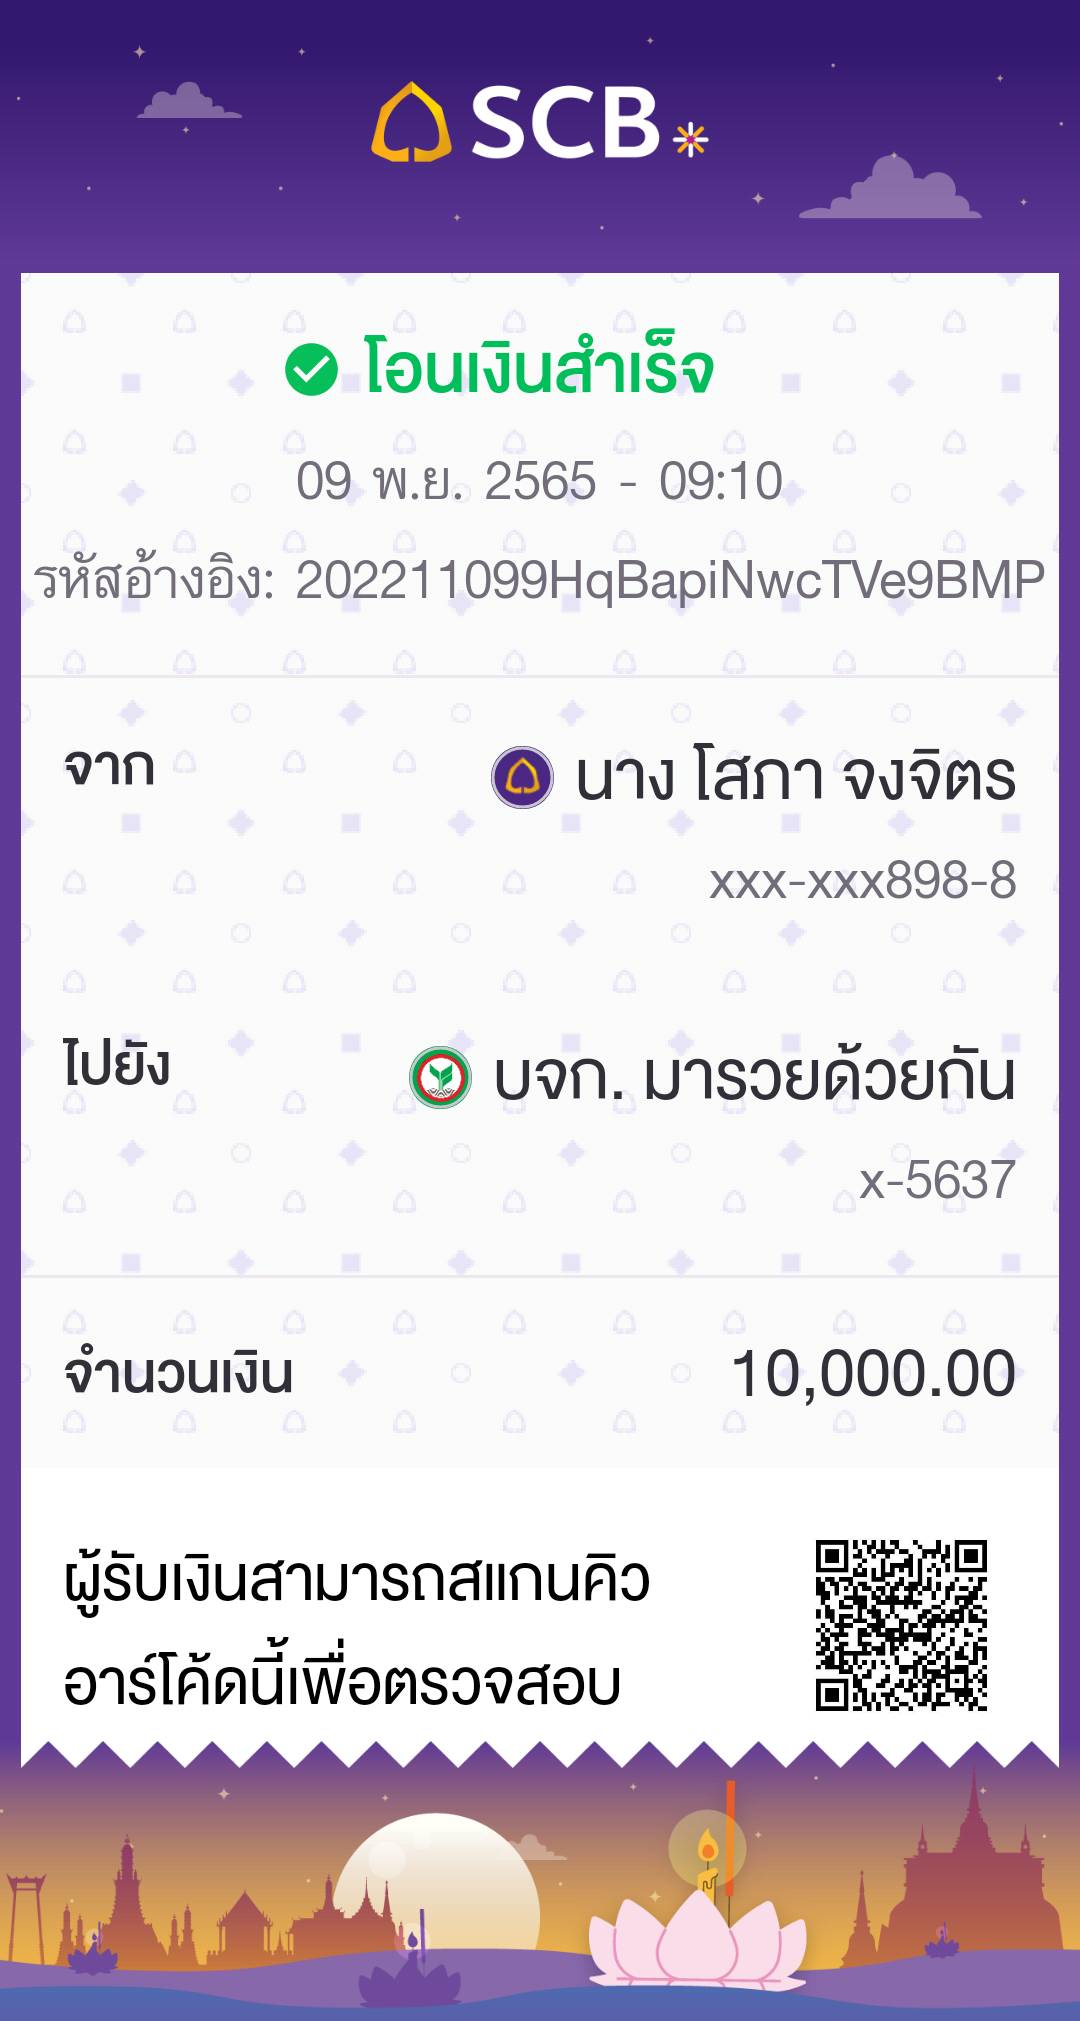 SCB
โอนเงินสำเร็จ
09 พ.ย. 2565 - 09:10
รหัสอ้างอิง: 202211099HqBapiNwcTVe9BMP
จาก นาง โสภา จงจิตร
xxx-xxx898-8
ไปยัง บจก. มารวยด้วยกัน
x-5637
จำนวนเงิน 10,000.00
ผู้รับเงินสามารถสแกนคิว
อาร์โค้ดนี้เพื่อตรวจสอบ